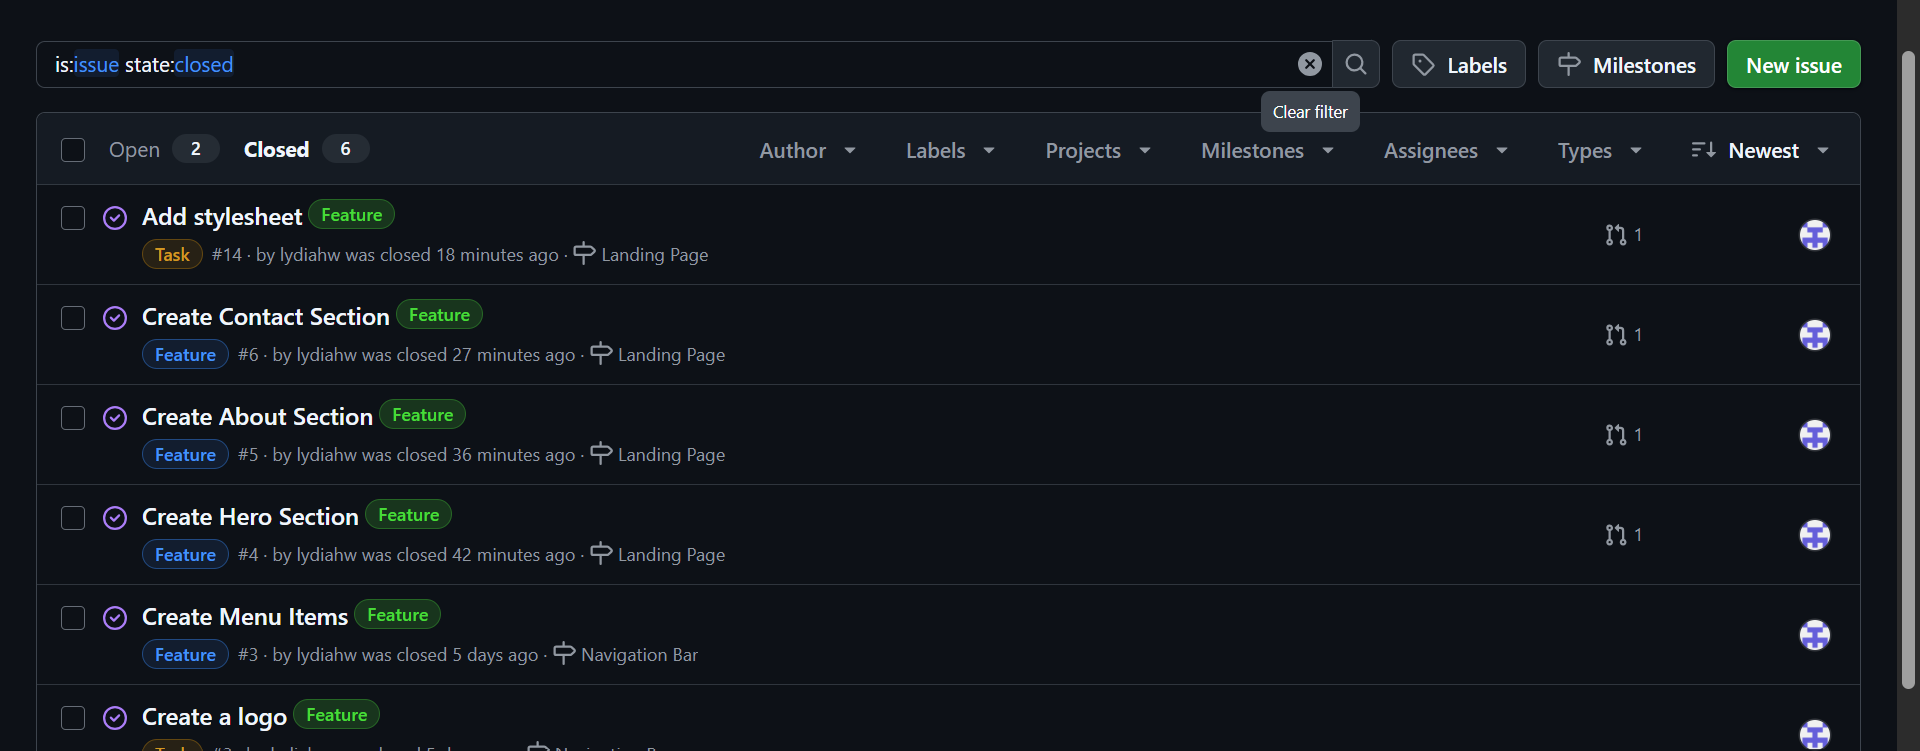 is:issue state:closed
Labels
Milestones
New issue
Clear filter
Open 2 Closed 6 Author Labels Projects Milestones Assignees Types Newest
Add stylesheet Feature
Task #14 · by lydiahw was closed 18 minutes ago · Landing Page
1
Create Contact Section Feature
Feature #6 · by lydiahw was closed 27 minutes ago · Landing Page
1
Create About Section Feature
Feature #5 · by lydiahw was closed 36 minutes ago · Landing Page
1
Create Hero Section Feature
Feature #4 · by lydiahw was closed 42 minutes ago · Landing Page
1
Create Menu Items Feature
Feature #3 · by lydiahw was closed 5 days ago · Navigation Bar
Create a logo Feature